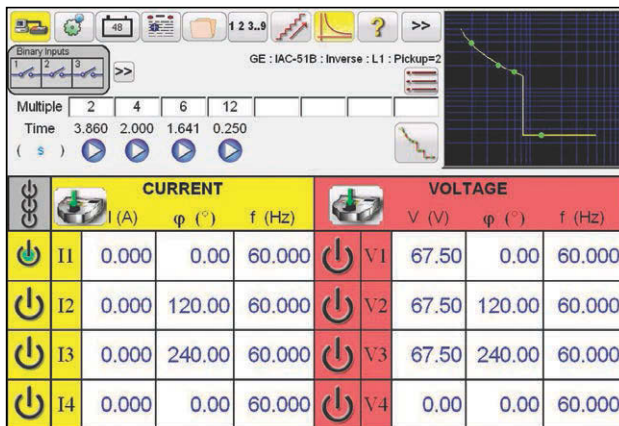 48 1 2 3..9 ? >>
Binary Inputs
1 2 3 >>
GE : IAC-51B : Inverse : L1 : Pickup=2
Multiple 2 4 6 12
Time 3.860 2.000 1.641 0.250
( s )
CURRENT VOLTAGE
I (A) φ (°) f (Hz) V (V) φ (°) f (Hz)
I1 0.000 0.00 60.000 V1 67.50 0.00 60.000
I2 0.000 120.00 60.000 V2 67.50 120.00 60.000
I3 0.000 240.00 60.000 V3 67.50 240.00 60.000
I4 0.000 0.00 60.000 V4 0.00 0.00 60.000